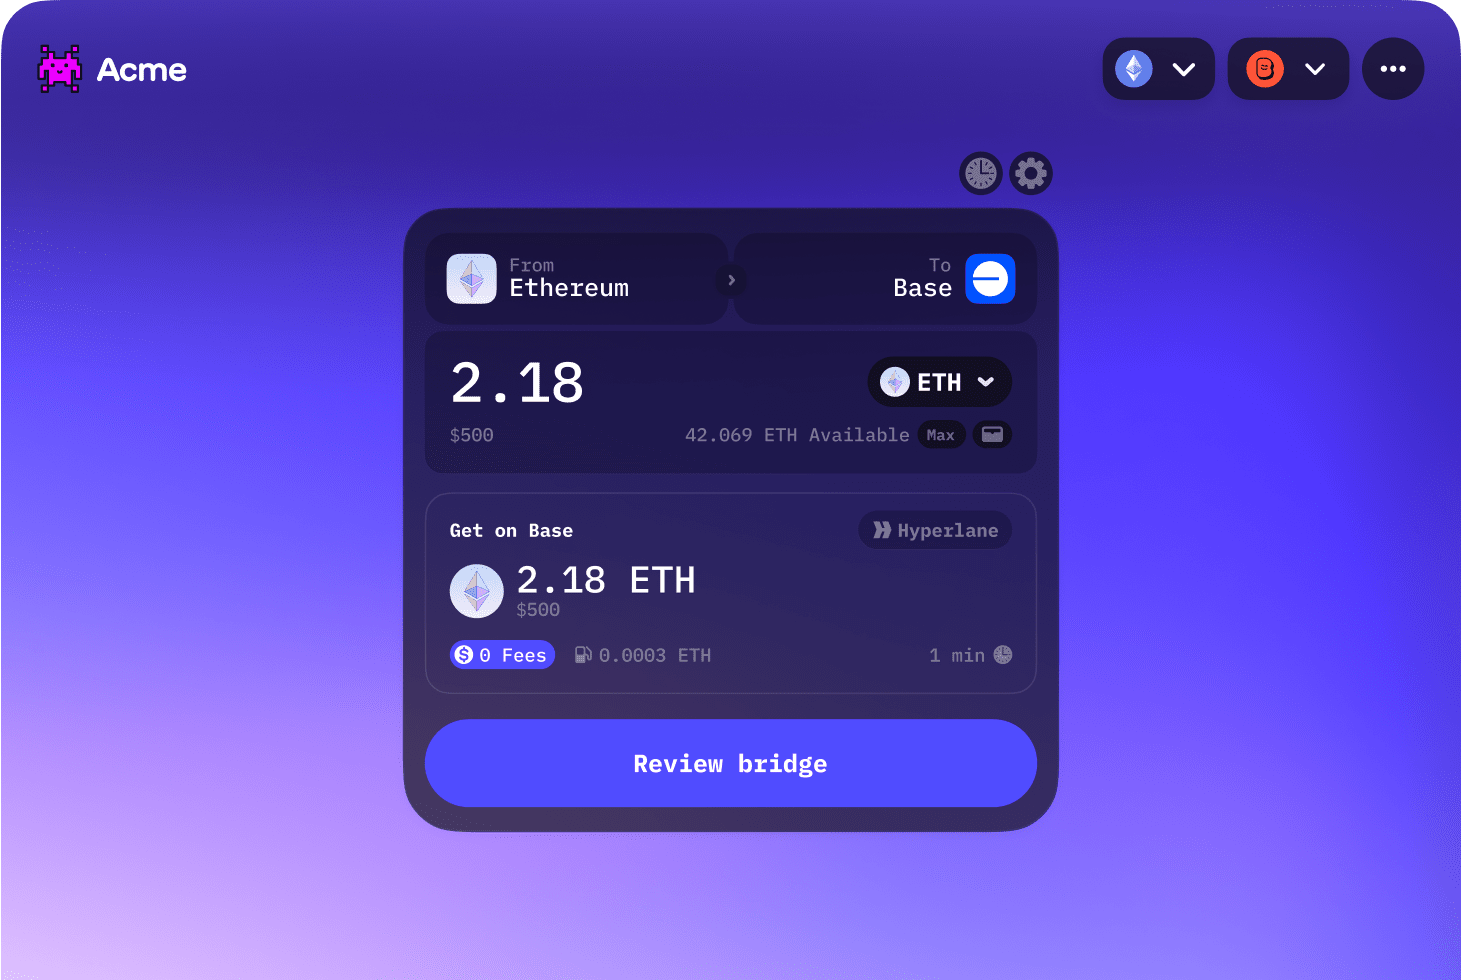 Acme
From
Ethereum
To
Base
2.18
ETH
$500
42.069 ETH Available
Max
Get on Base
Hyperlane
2.18 ETH
$500
0 Fees
0.0003 ETH
1 min
Review bridge